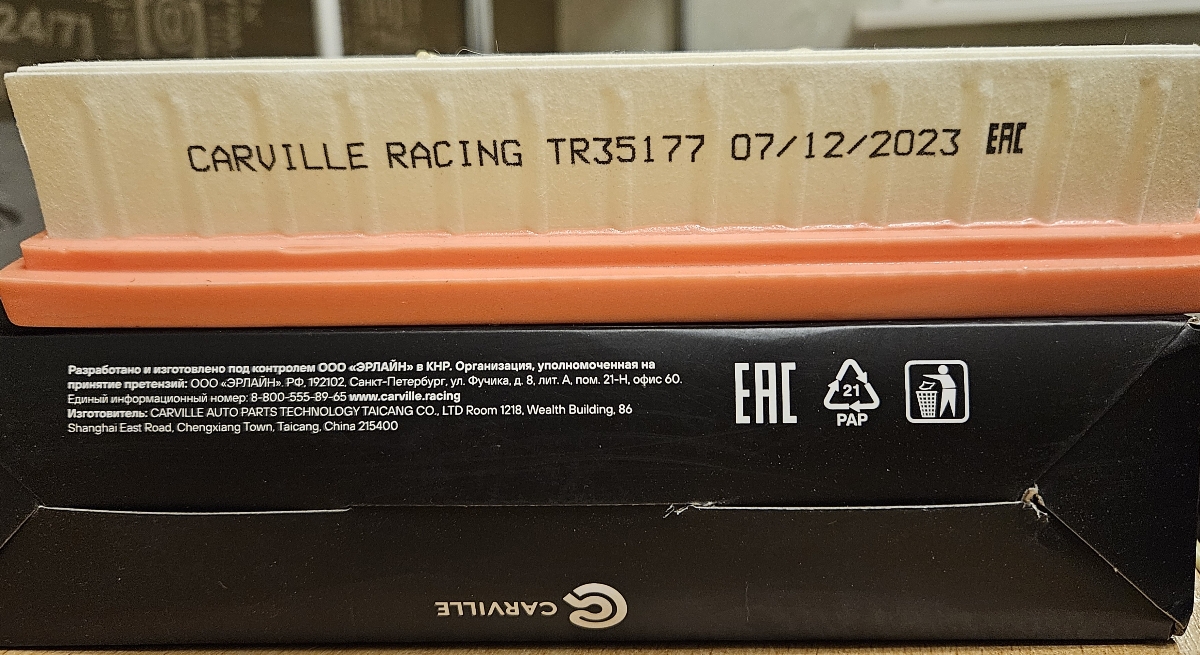 24/7]
CARVILLE RACING TR35177 07/12/2023 EAC
Разработано и изготовлено под контролем ООО «ЭРЛАЙН» в КНР. Организация, уполномоченная на
принятие претензий: ООО «ЭРЛАЙН». РФ, 192102, Санкт-Петербург, ул. Фучика, д. 8, лит. А, пом. 21-Н, офис 60.
Единый информационный номер: 8-800-555-89-65 www.carville.racing
Изготовитель: CARVILLE AUTO PARTS TECHNOLOGY TAICANG CO., LTD Room 1218, Wealth Building, 86
Shanghai East Road, Chengxiang Town, Taicang, China 215400
EAC
21
PAP
CARVILLE